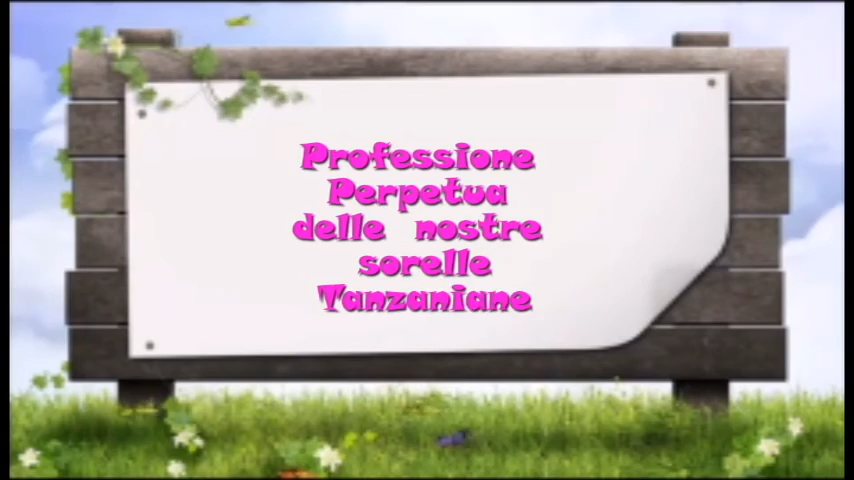 Professione
Perpetua
delle nostre
sorelle
Tanzaniane